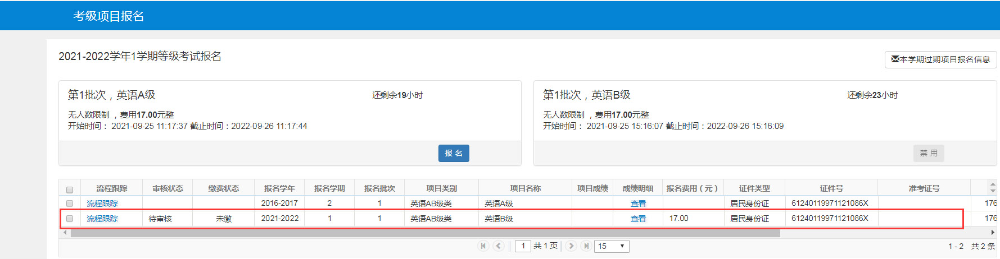 考级项目报名
2021-2022学年1学期等级考试报名
本学期过期项目报名信息
第1批次，英语A级 还剩余19小时
无人数限制 ，费用17.00元整
开始时间： 2021-09-25 11:17:37 截止时间：2022-09-26 11:17:44
报 名
第1批次，英语B级 还剩余23小时
无人数限制 ，费用17.00元整
开始时间： 2021-09-25 15:16:07 截止时间：2022-09-26 15:16:09
禁 用
流程跟踪 审核状态 缴费状态 报名学年 报名学期 报名批次 项目类别 项目名称 项目成绩 成绩明细 报名费用（元） 证件类型 证件号 准考证号
流程跟踪 2016-2017 2 1 英语AB级类 英语A级 查看 居民身份证 61240119971121086X 176
流程跟踪 待审核 未缴 2021-2022 1 1 英语AB级类 英语B级 查看 17.00 居民身份证 61240119971121086X 176
1 共 1 页 15 1 - 2 共 2 条